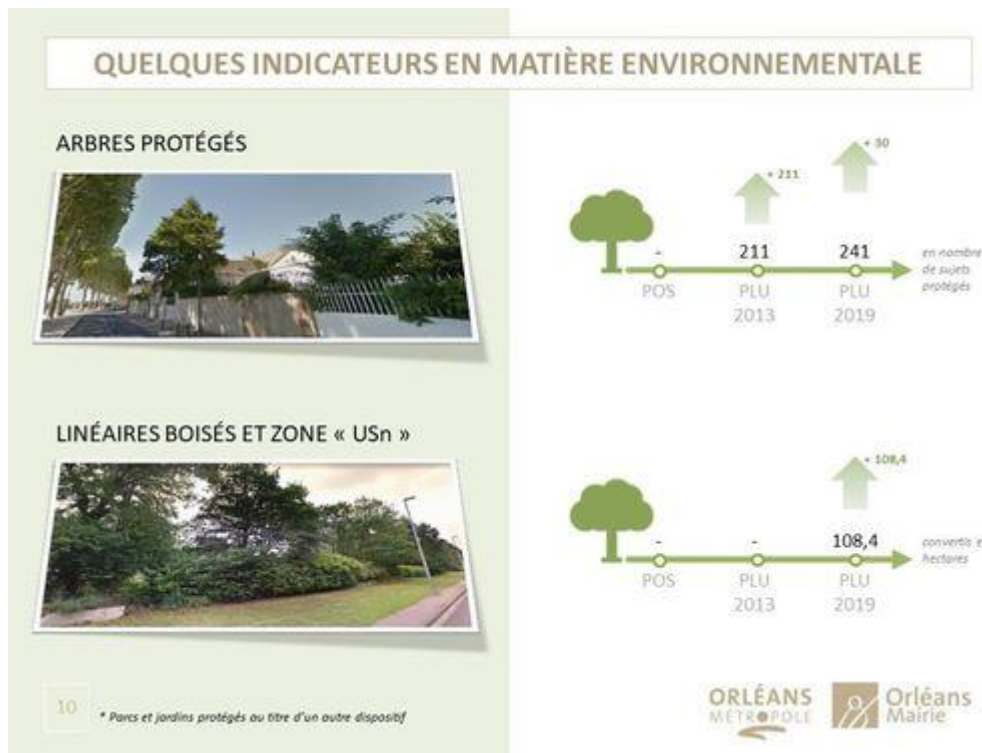 QUELQUES INDICATEURS EN MATIÈRE ENVIRONNEMENTALE
ARBRES PROTÉGÉS
+ 211
+ 30
- 211 241
POS PLU PLU
2013 2019
en nombre
de sujets
protégés
LINÉAIRES BOISÉS ET ZONE « USn »
+ 108,4
- - 108,4
POS PLU PLU
2013 2019
convertis e
hectares
10
* Parcs et jardins protégés au titre d'un autre dispositif
ORLÉANS
MÉTROPOLE
Orléans
Mairie